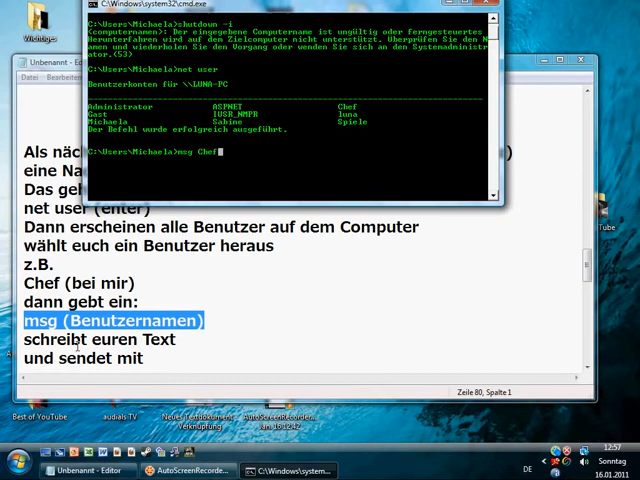 Wichtiges
C:\Windows\system32\cmd.exe
C:\Users\Michaela>shutdown -i
(computernamen): Der eingegebene Computername ist ungültig oder ferngesteuertes
Herunterfahren wird auf dem Zielcomputer nicht unterstützt. Überprüfen Sie den N
amen und wiederholen Sie den Vorgang oder wenden Sie sich an den Systemadministr
ator.(53)
C:\Users\Michaela>net user
Benutzerkonten für \\LUNA-PC
Administrator ASPNET Chef
Gast IUSR_NMPR luna
Michaela Sabine Spiele
Der Befehl wurde erfolgreich ausgeführt.
C:\Users\Michaela>msg Chef
Unbenannt - Editor
Datei Bearbeiten
Als näch
eine Na
Das geh
net user (enter)
Dann erscheinen alle Benutzer auf dem Computer
wählt euch ein Benutzer heraus
z.B.
Chef (bei mir)
dann gebt ein:
msg (Benutzernamen)
schreibt euren Text
und sendet mit
Zeile 80, Spalte 1
Tube
Best of YouTube
audials TV
Neues Textdokument
Verknüpfung
AutoScreenRecorder...
Unbenannt - Editor
AutoScreenRecorde...
C:\Windows\system...
DE
12:57
Sonntag
16.01.2011